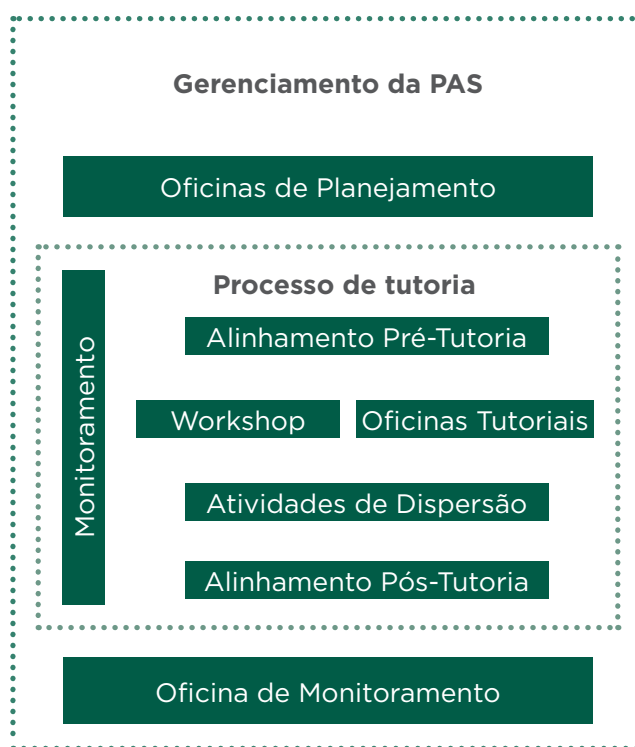 Gerenciamento da PAS
Oficinas de Planejamento
Processo de tutoria
Monitoramento
Alinhamento Pré-Tutoria
Workshop
Oficinas Tutoriais
Atividades de Dispersão
Alinhamento Pós-Tutoria
Oficina de Monitoramento